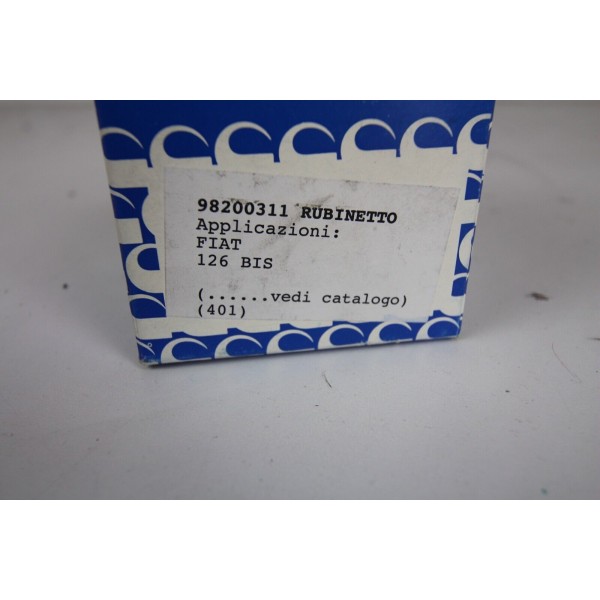 98200311 RUBINETTO
Applicazioni:
FIAT
126 BIS
(......vedi catalogo)
(401)